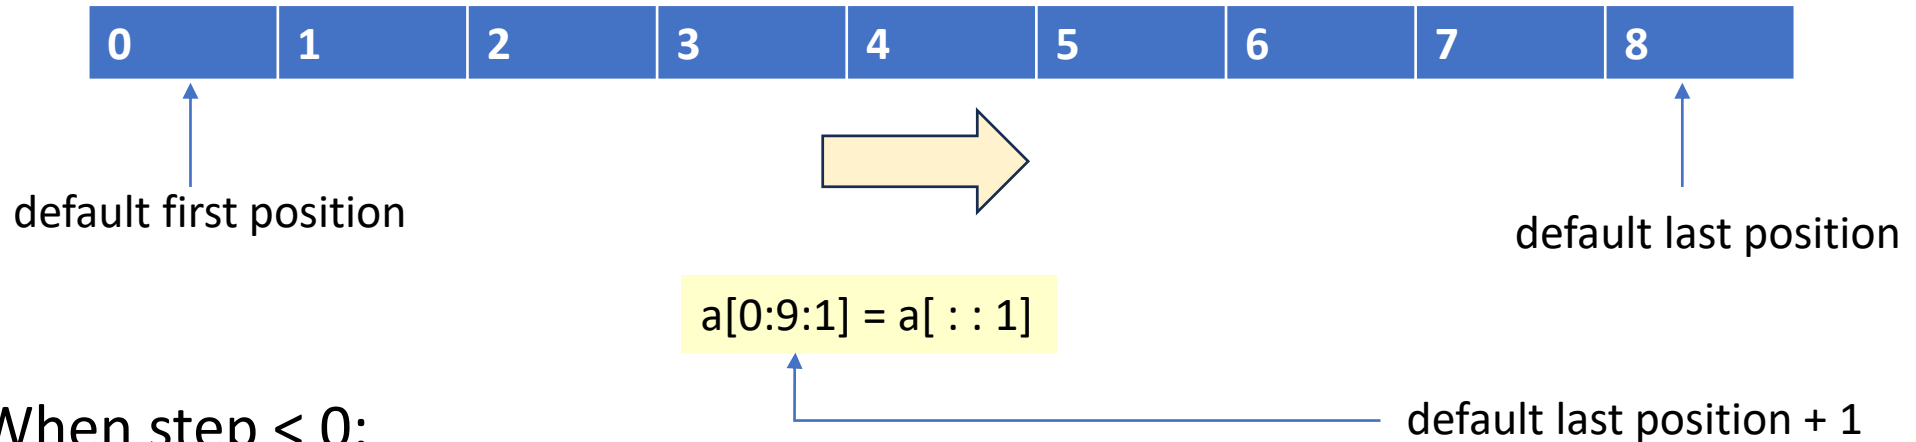 0 1 2 3 4 5 6 7 8
default first position
default last position
a[0:9:1] = a[ : : 1]
default last position + 1
When step < 0: